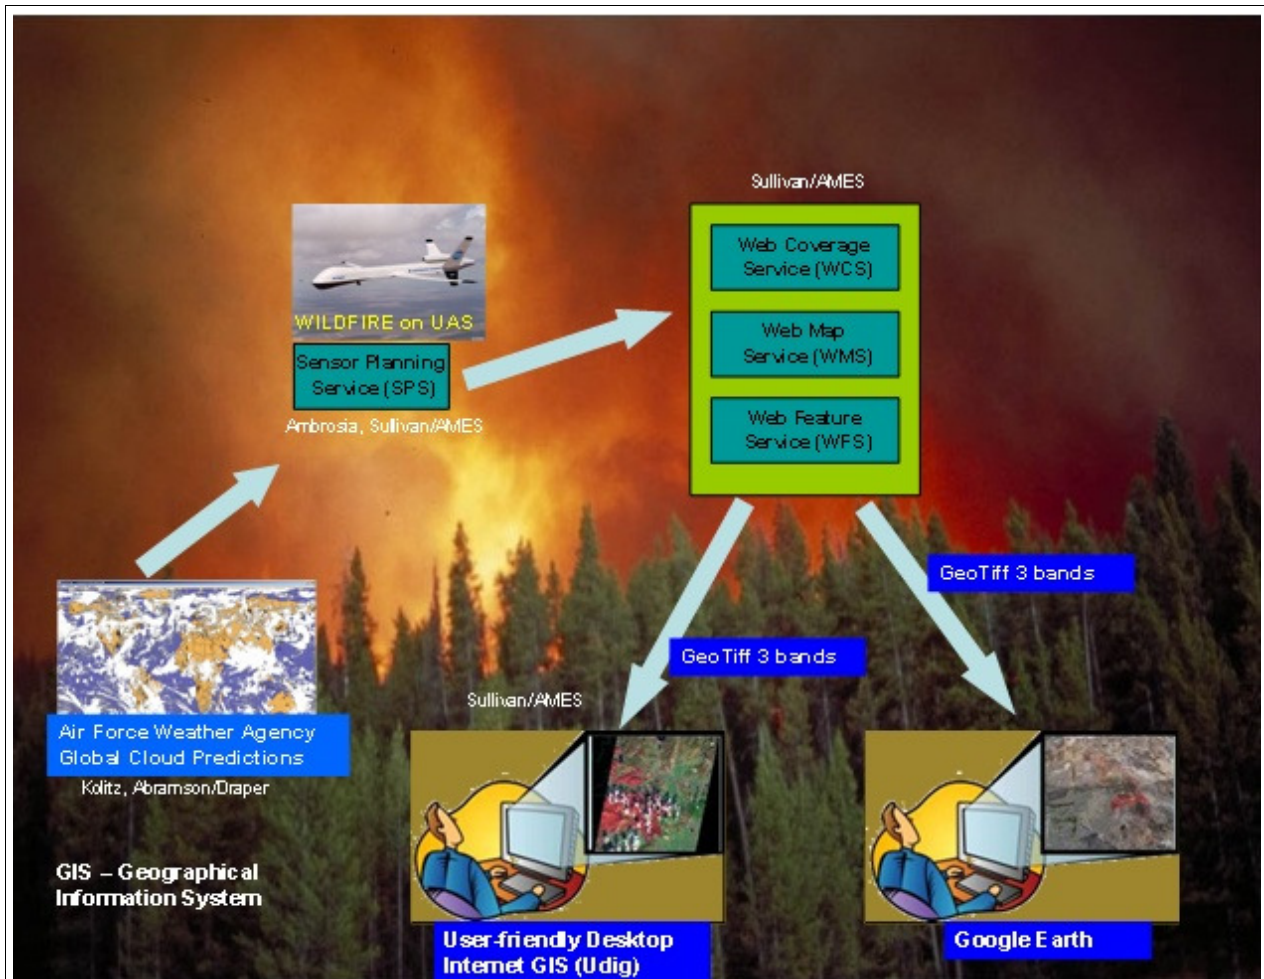 Sullivan/AMES
Web Coverage
Service (WCS)
Web Map
Service (WMS)
Web Feature
Service (WFS)
WILDFIRE on UAS
Sensor Planning
Service (SPS)
Ambrosia, Sullivan/AMES
GeoTiff 3 bands
GeoTiff 3 bands
Air Force Weather Agency
Global Cloud Predictions
Kolitz, Abramson/Draper
GIS – Geographical
Information System
Sullivan/AMES
User-friendly Desktop
Internet GIS (Udig)
Google Earth